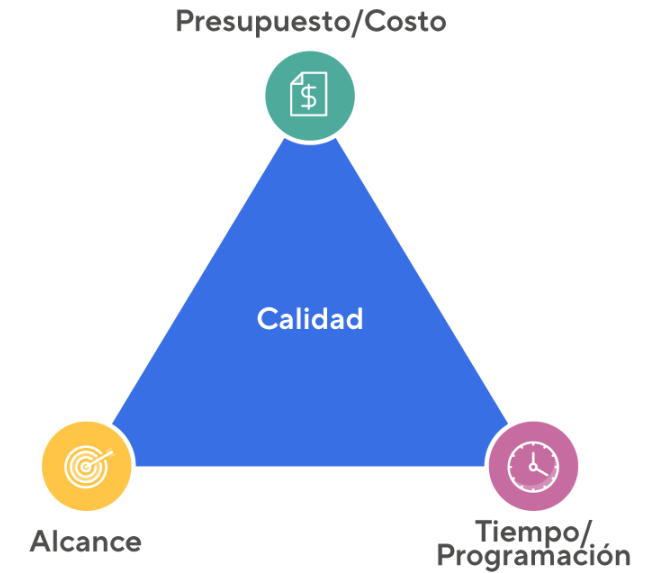 Presupuesto/Costo
$
Calidad
Alcance
Tiempo/
Programación